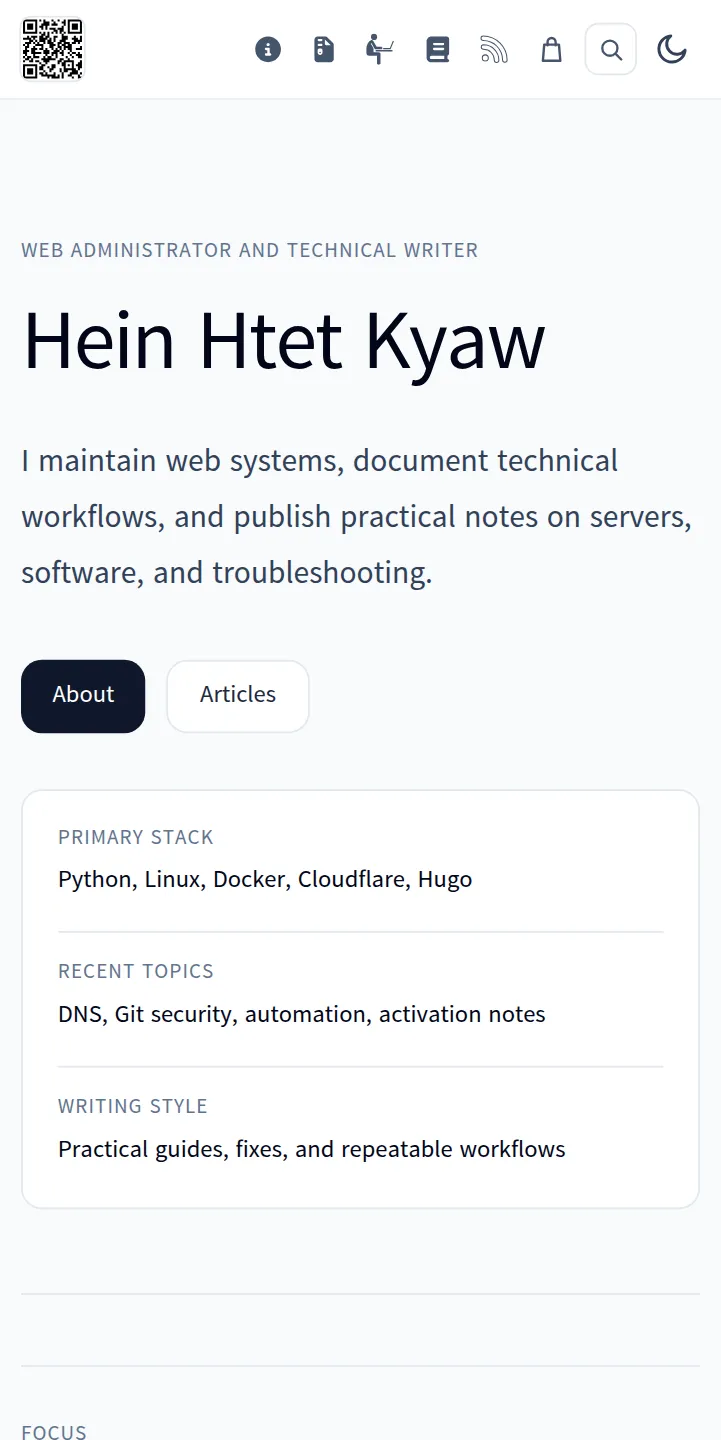 WEB ADMINISTRATOR AND TECHNICAL WRITER
Hein Htet Kyaw
I maintain web systems, document technical
workflows, and publish practical notes on servers,
software, and troubleshooting.
About
Articles
PRIMARY STACK
Python, Linux, Docker, Cloudflare, Hugo
RECENT TOPICS
DNS, Git security, automation, activation notes
WRITING STYLE
Practical guides, fixes, and repeatable workflows
FOCUS